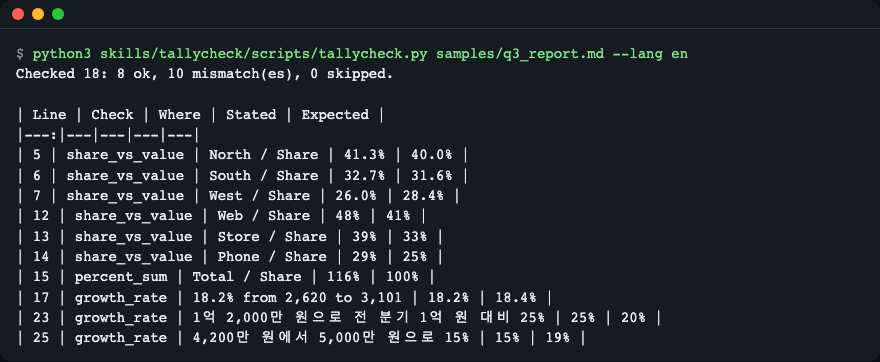 $ python3 skills/tallycheck/scripts/tallycheck.py samples/q3_report.md --lang en
Checked 18: 8 ok, 10 mismatch(es), 0 skipped.
| Line | Check | Where | Stated | Expected |
|---:|---|---|---|---|
| 5 | share_vs_value | North / Share | 41.3% | 40.0% |
| 6 | share_vs_value | South / Share | 32.7% | 31.6% |
| 7 | share_vs_value | West / Share | 26.0% | 28.4% |
| 12 | share_vs_value | Web / Share | 48% | 41% |
| 13 | share_vs_value | Store / Share | 39% | 33% |
| 14 | share_vs_value | Phone / Share | 29% | 25% |
| 15 | percent_sum | Total / Share | 116% | 100% |
| 17 | growth_rate | 18.2% from 2,620 to 3,101 | 18.2% | 18.4% |
| 23 | growth_rate | 1억 2,000만 원으로 전 분기 1억 원 대비 25% | 25% | 20% |
| 25 | growth_rate | 4,200만 원에서 5,000만 원으로 15% | 15% | 19% |